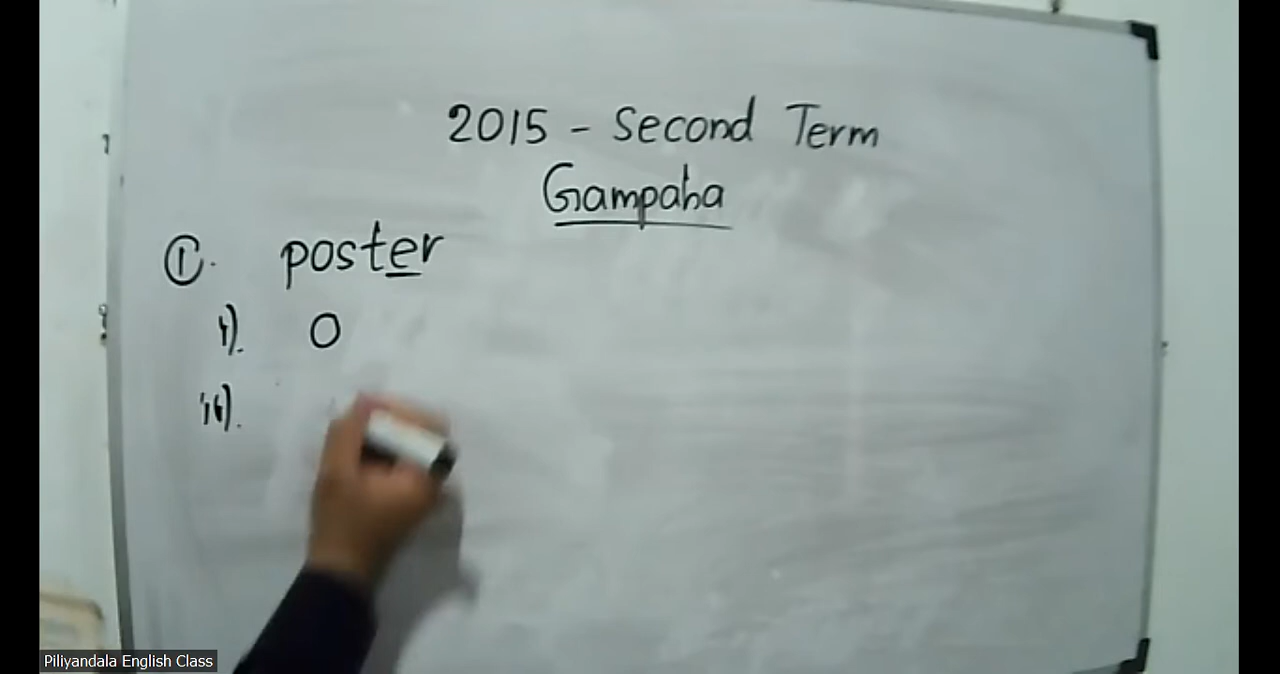 2015 - Second Term
Gampaha
①. poster
i). O
ii).
Piliyandala English Class